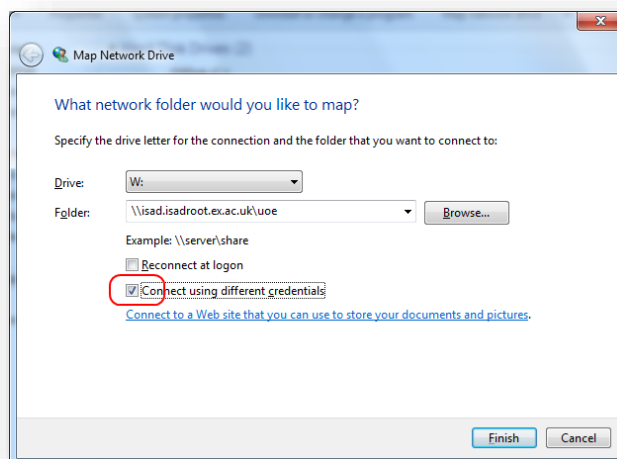 Map Network Drive
What network folder would you like to map?
Specify the drive letter for the connection and the folder that you want to connect to:
Drive: W:
Folder: \\isad.isadroot.ex.ac.uk\uoe Browse...
Example: \\server\share
Reconnect at logon
Connect using different credentials
Connect to a Web site that you can use to store your documents and pictures.
Finish Cancel